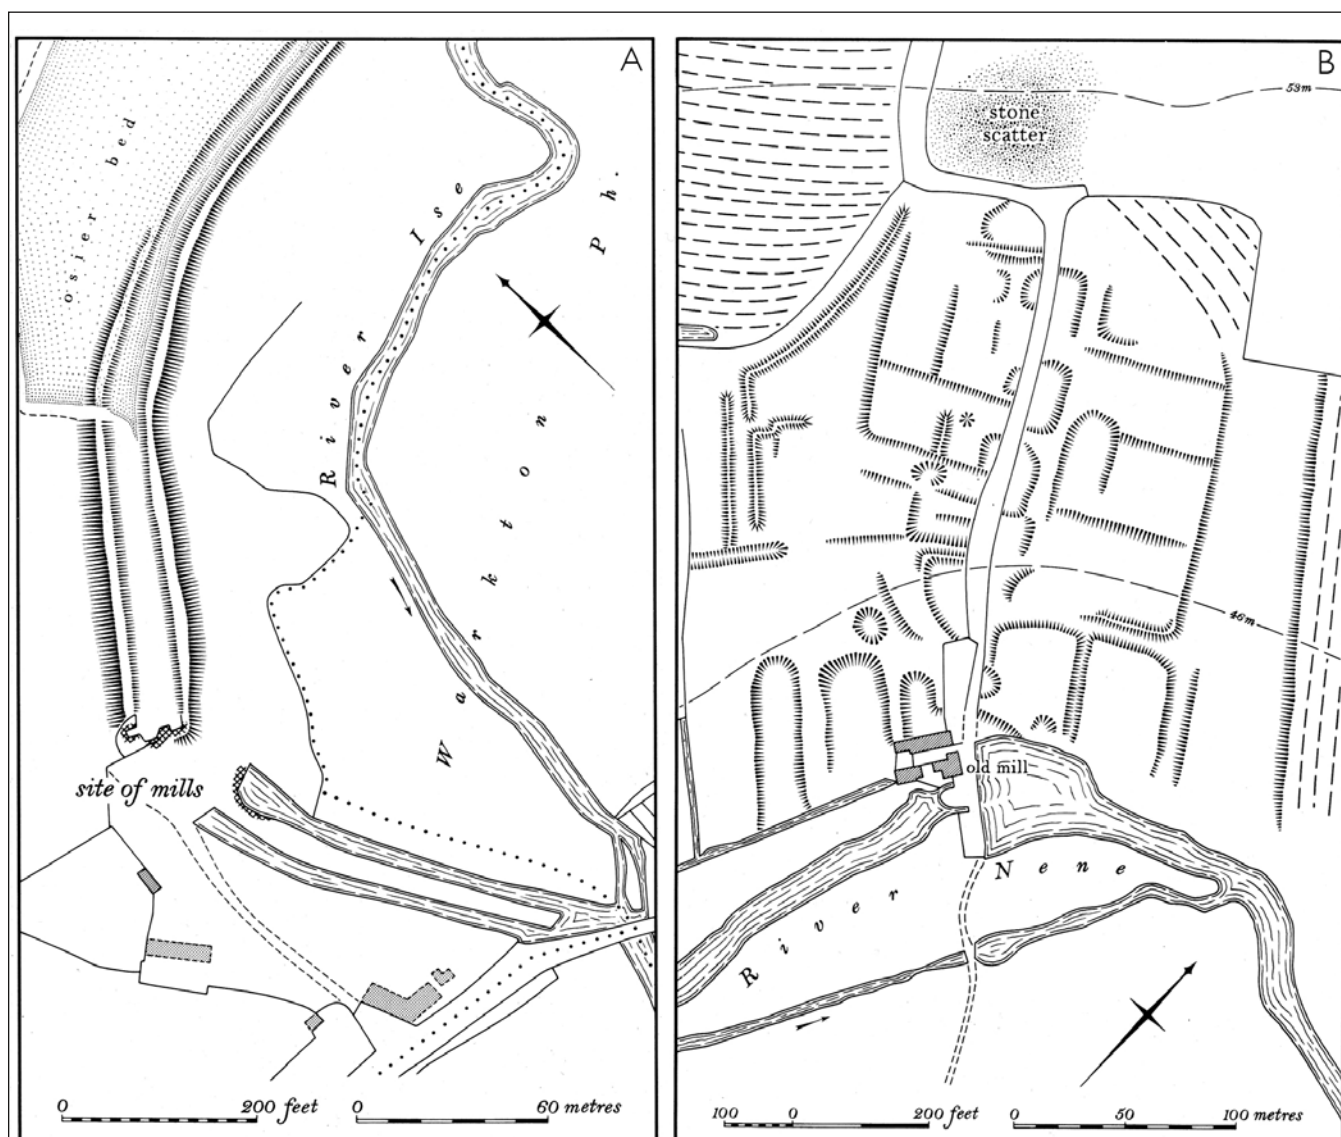 A
osier bed
River Ise
Warkton Ph.
site of mills
0 200 feet 0 60 metres
B
53m
stone
scatter
46m
old mill
River Nene
100 0 200 feet 0 50 100 metres